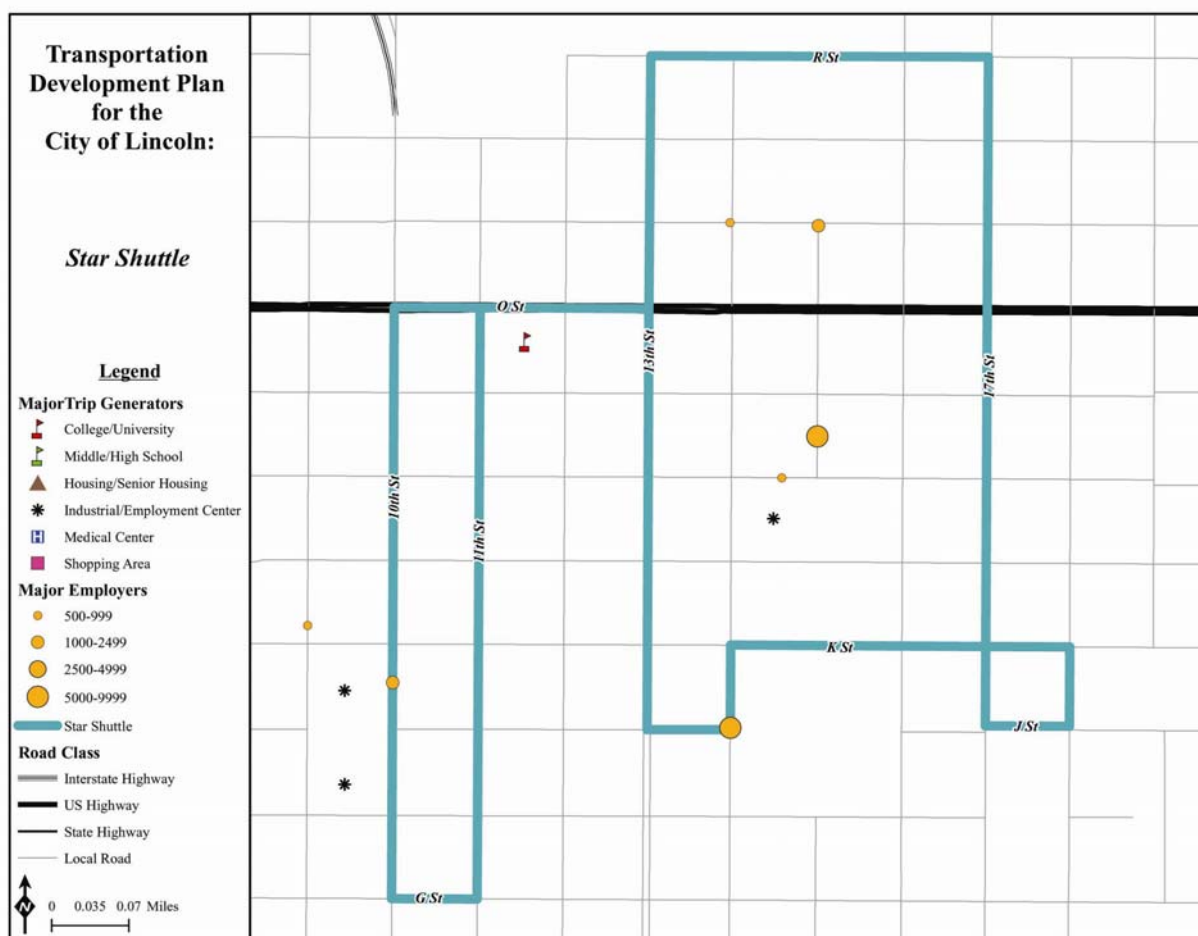 Transportation
Development Plan
for the
City of Lincoln:
Star Shuttle
Legend
MajorTrip Generators
College/University
Middle/High School
Housing/Senior Housing
Industrial/Employment Center
H Medical Center
Shopping Area
Major Employers
500-999
1000-2499
2500-4999
5000-9999
Star Shuttle
Road Class
Interstate Highway
US Highway
State Highway
Local Road
N 0 0.035 0.07 Miles
R St
O St
13th St
17th St
10th St
11th St
K St
J St
G St